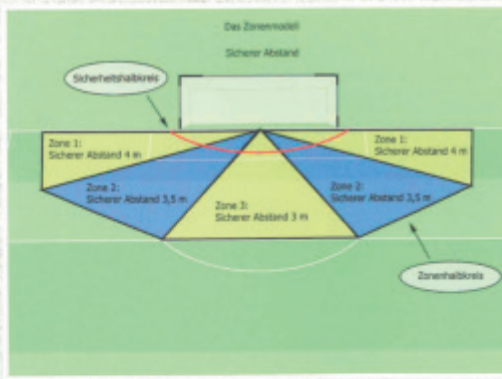 Das Zonenmodell
Sicherer Abstand
Sicherheitshalbkreis
Zone 1:
Sicherer Abstand 4 m
Zone 1:
Sicherer Abstand 4 m
Zone 2:
Sicherer Abstand 3,5 m
Zone 3:
Sicherer Abstand 3 m
Zone 2:
Sicherer Abstand 3,5 m
Zonenhalbkreis